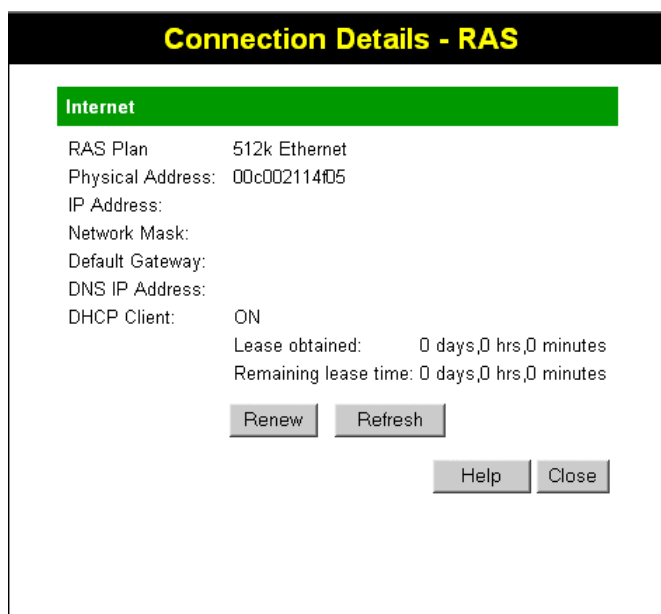 Connection Details - RAS
Internet
RAS Plan 512k Ethernet
Physical Address: 00c002114f05
IP Address:
Network Mask:
Default Gateway:
DNS IP Address:
DHCP Client: ON
Lease obtained: 0 days,0 hrs,0 minutes
Remaining lease time: 0 days,0 hrs,0 minutes
Renew Refresh
Help Close